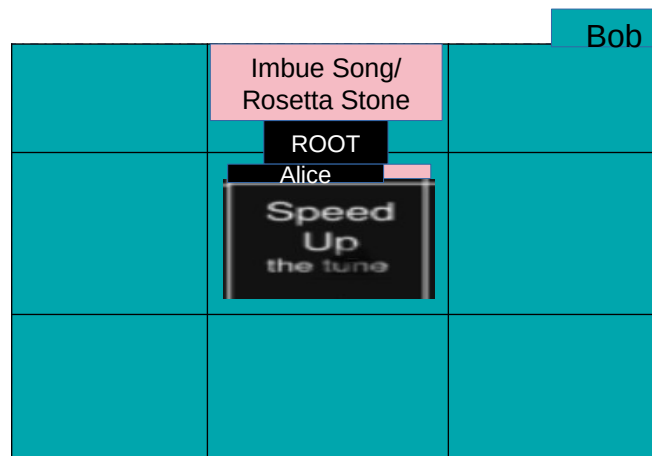 Bob
Imbue Song/
Rosetta Stone
ROOT
Alice
Speed
Up
the tune